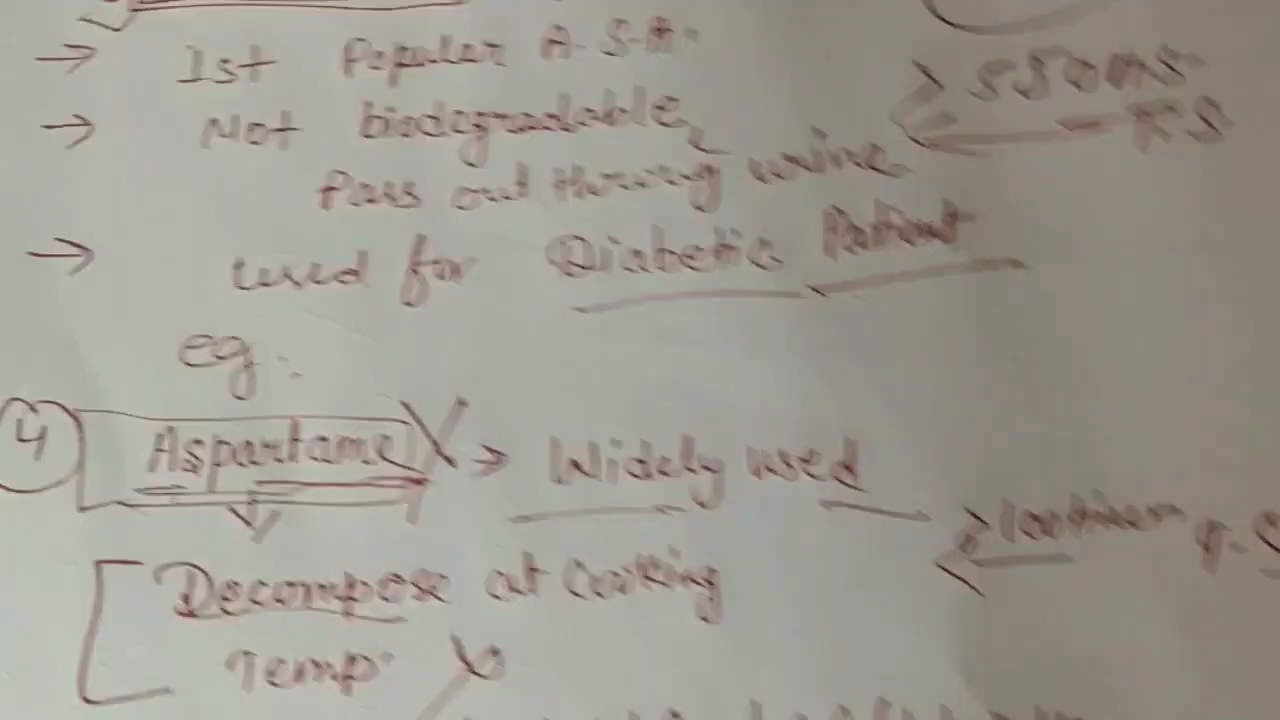 → 1st Popular A.S.A.
→ Not biodegradable,
Pass out throug urine.
→ used for Diabetic Patient
eg:
4 Aspartame → Widely used
Decompose at Cooking
Temp.